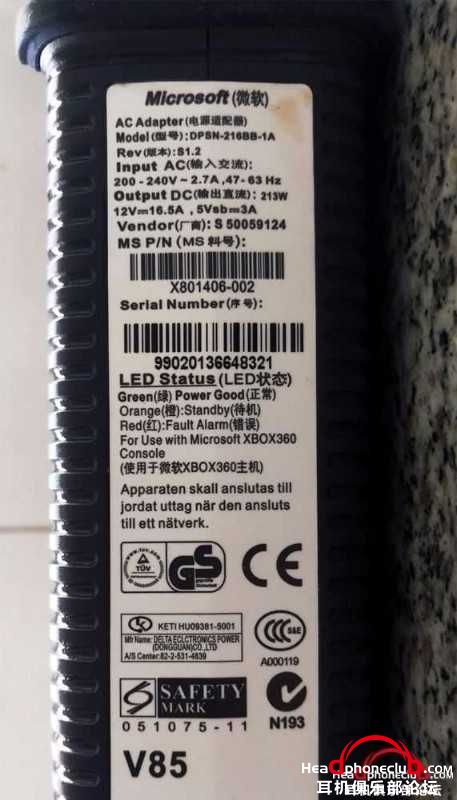 Microsoft(微软)
AC Adapter(电源适配器)
Model(型号):DPSN-216BB-1A
Rev(版本):S1.2
Input AC(输入交流):
200-240V~2.7A,47-63 Hz
Output DC(输出直流): 213W
12V⎓16.5A , 5Vsb⎓3A
Vendor(厂商): S 50059124
MS P/N (MS 料号):
X801406-002
Serial Number(序号):
99020136648321
LED Status (LED状态)
Green(绿) Power Good(正常)
Orange(橙):Standby(待机)
Red(红):Fault Alarm(错误)
For Use with Microsoft XBOX360
Console
(使用于微软XBOX360主机)
Apparaten skall anslutas till
jordat uttag när den ansluts
till ett nätverk.
TÜV
GS
CE
K KETI HU09381-5001
Mfr Name: DELTA ECLCTRONICS POWER
(DONGGUAN)CO.,LTD
A/S Center:82-2-531-4639
CCC S&E
A000119
S SAFETY
MARK
051075-11
N193
V85
Headphoneclub.com
耳机俱乐部论坛